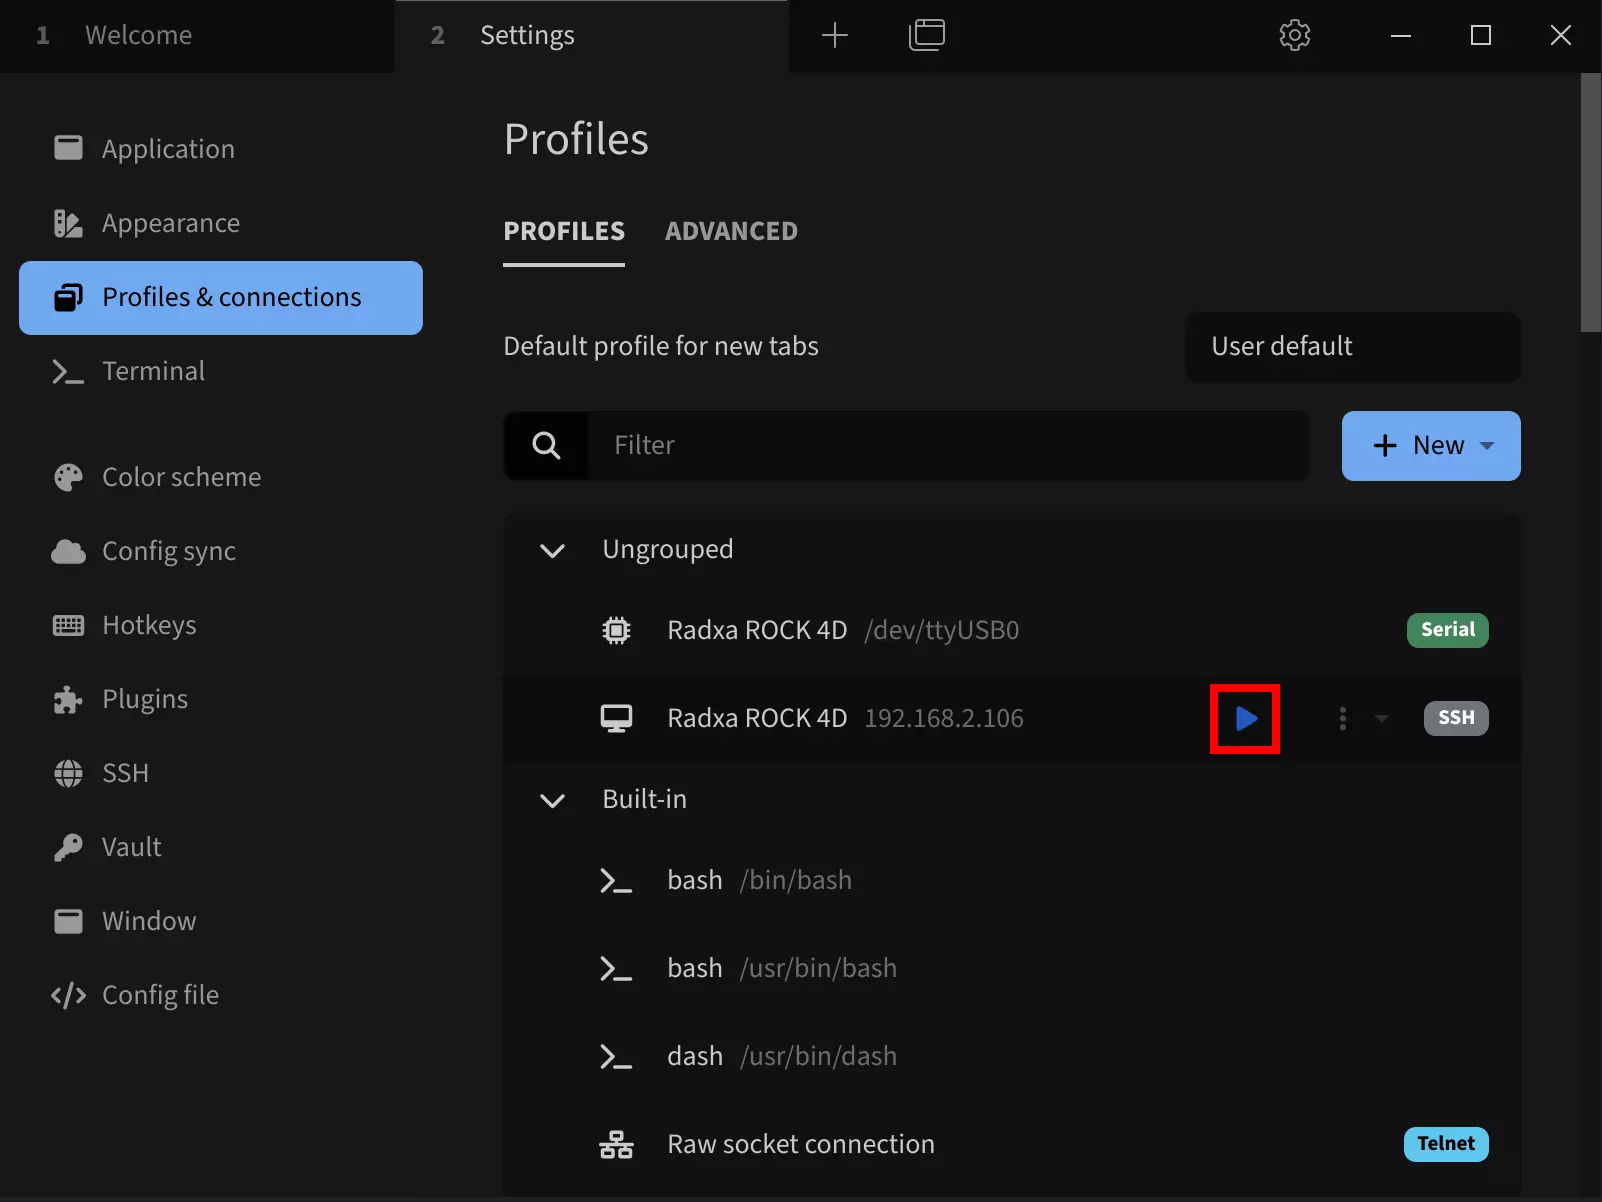 1 Welcome
2 Settings
Application
Appearance
Profiles & connections
Terminal
Color scheme
Config sync
Hotkeys
Plugins
SSH
Vault
Window
Config file
Profiles
PROFILES ADVANCED
Default profile for new tabs User default
Filter New
Ungrouped
Radxa ROCK 4D /dev/ttyUSB0 Serial
Radxa ROCK 4D 192.168.2.106 SSH
Built-in
bash /bin/bash
bash /usr/bin/bash
dash /usr/bin/dash
Raw socket connection Telnet